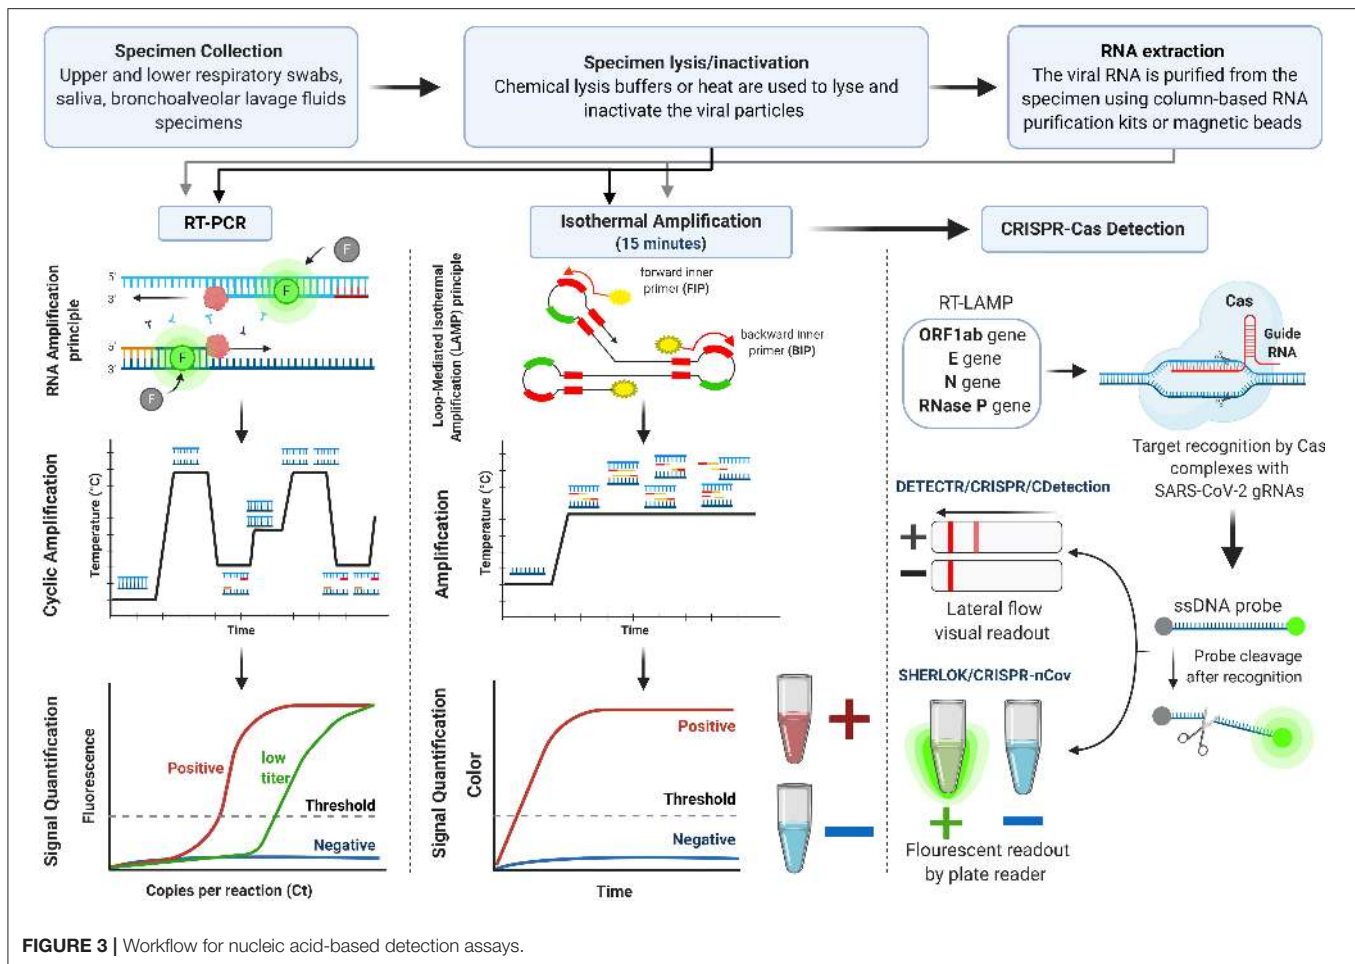 Specimen Collection
Upper and lower respiratory swabs,
saliva, bronchoalveolar lavage fluids
specimens
Specimen lysis/inactivation
Chemical lysis buffers or heat are used to lyse and
inactivate the viral particles
RNA extraction
The viral RNA is purified from the
specimen using column-based RNA
purification kits or magnetic beads
RT-PCR
Isothermal Amplification
(15 minutes)
CRISPR-Cas Detection
RNA Amplification
principle
5'
3'
5'
3'
F
F
F
F
Loop-Mediated Isothermal
Amplification (LAMP) principle
forward inner
primer (FIP)
backward inner
primer (BIP)
RT-LAMP
ORF1ab gene
E gene
N gene
RNase P gene
Cas
Guide
RNA
Target recognition by Cas
complexes with
SARS-CoV-2 gRNAs
Cyclic Amplification
Temperature (°C)
Time
Amplification
Temperature (°C)
Time
DETECTR/CRISPR/CDetection
+
−
Lateral flow
visual readout
ssDNA probe
Probe cleavage
after recognition
SHERLOK/CRISPR-nCov
+
−
Flourescent readout
by plate reader
Signal Quantification
Fluorescence
Positive
low
titer
Threshold
Negative
Copies per reaction (Ct)
Signal Quantification
Color
Positive
Threshold
Negative
Time
+
−
FIGURE 3 | Workflow for nucleic acid-based detection assays.